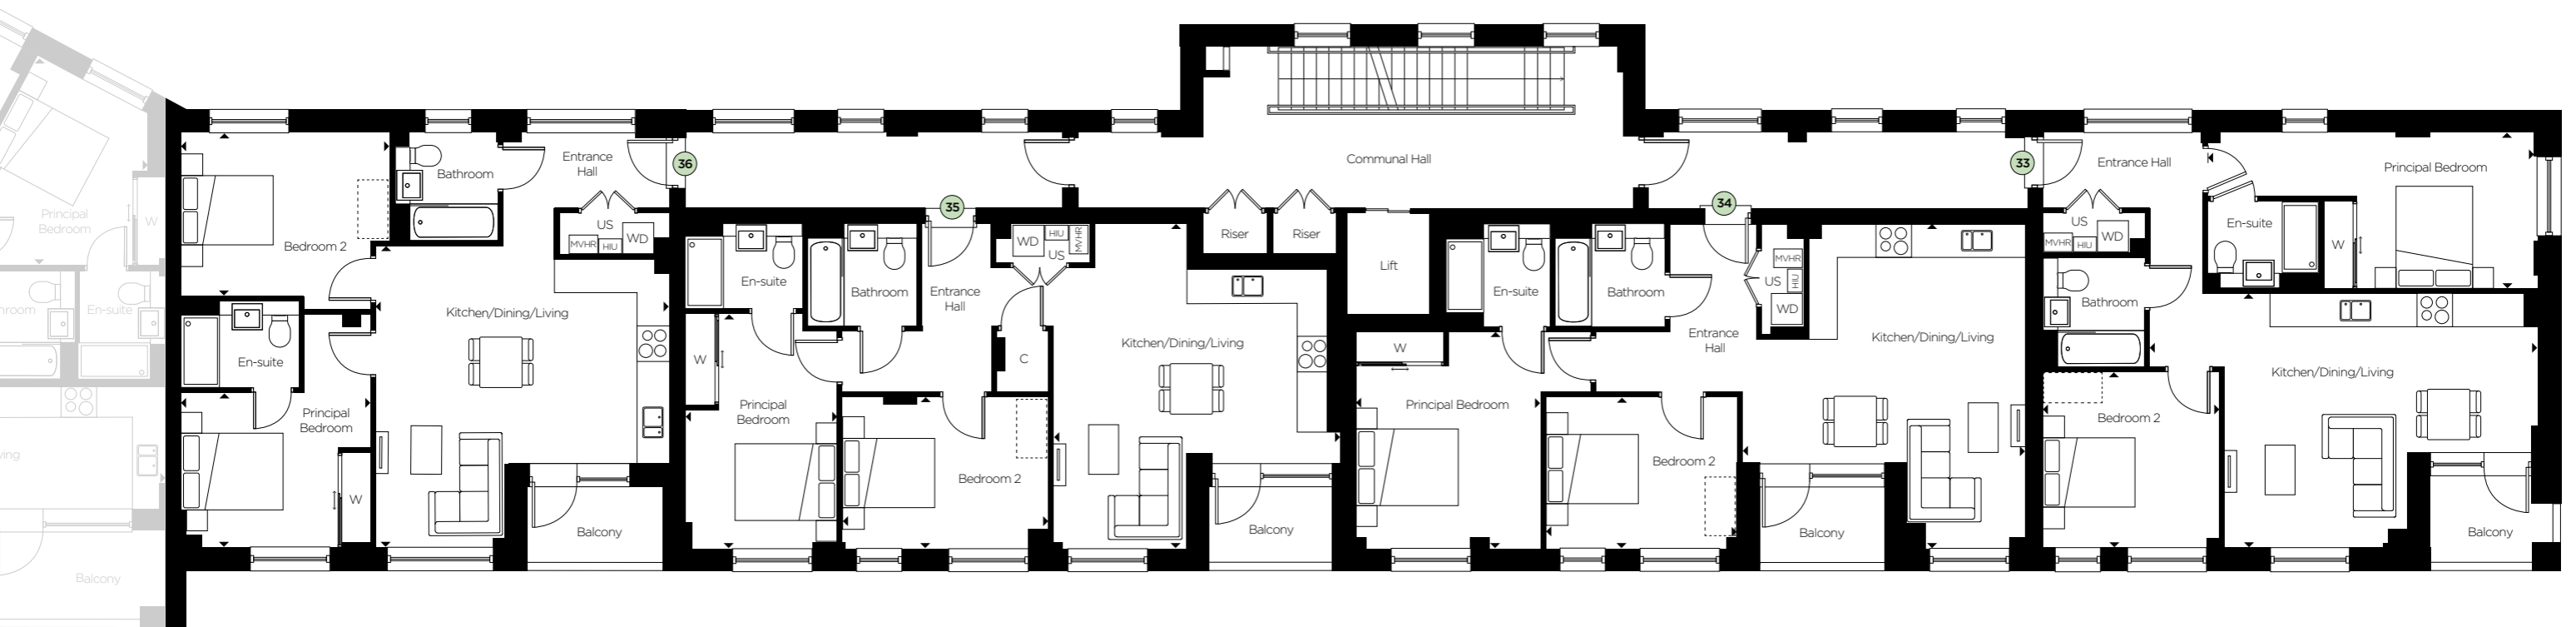 Principal
Bedroom
W
En-suite
Balcony
36
Bedroom 2
Bathroom
Entrance
Hall
US
MVHR
HIU
WD
Kitchen/Dining/Living
En-suite
Principal
Bedroom
W
Balcony
35
En-suite
Bathroom
Entrance
Hall
WD
HIU
MVHR
US
C
W
Principal
Bedroom
Bedroom 2
Kitchen/Dining/Living
Balcony
Communal Hall
Riser
Riser
Lift
34
En-suite
Bathroom
Entrance
Hall
MVHR
US
HIU
WD
W
Principal Bedroom
Bedroom 2
Kitchen/Dining/Living
Balcony
33
Entrance Hall
US
MVHR
HIU
WD
Principal Bedroom
En-suite
W
Bathroom
Kitchen/Dining/Living
Bedroom 2
Balcony